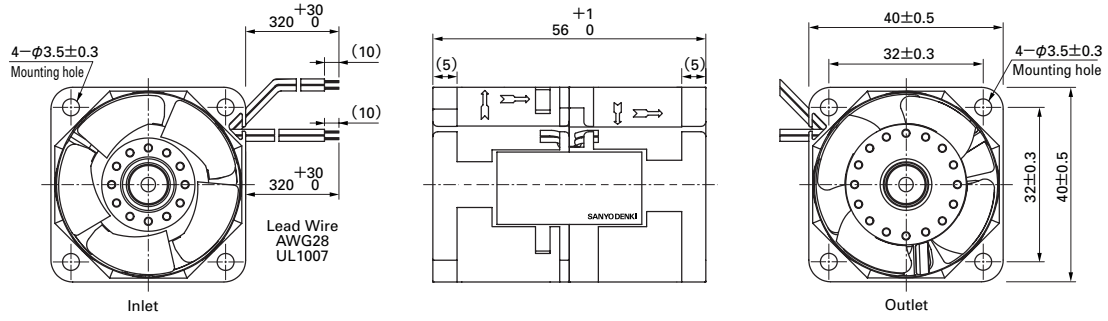 +30
320 0
(10)
4−φ3.5±0.3
Mounting hole
(10)
+30
320 0
Lead Wire
AWG28
UL1007
Inlet
+1
56 0
(5)
(5)
SANYO DENKI
40±0.5
32±0.3
4−φ3.5±0.3
Mounting hole
32±0.3
40±0.5
Outlet